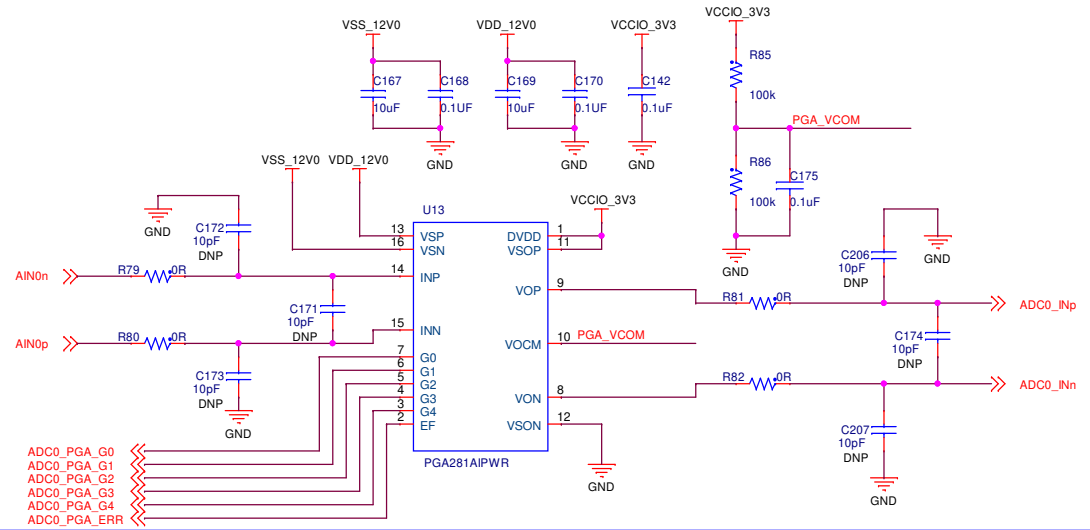 VSS_12V0
VDD_12V0
VCCIO_3V3
VCCIO_3V3
R85
100k
C167
10uF
C168
0.1UF
C169
10uF
C170
0.1UF
C142
0.1uF
GND
GND
GND
PGA_VCOM
R86
100k
C175
0.1uF
GND
VSS_12V0
VDD_12V0
VCCIO_3V3
U13
13
VSP
16
VSN
14
INP
15
INN
7
G0
6
G1
5
G2
4
G3
3
G4
2
EF
DVDD
1
VSOP
11
VOP
9
VOCM
10
PGA_VCOM
VON
8
VSON
12
PGA281AIPWR
GND
GND
C172
10pF
DNP
AIN0n
R79
0R
C171
10pF
DNP
AIN0p
R80
0R
C173
10pF
DNP
GND
ADC0_PGA_G0
ADC0_PGA_G1
ADC0_PGA_G2
ADC0_PGA_G3
ADC0_PGA_G4
ADC0_PGA_ERR
C206
10pF
DNP
GND
R81
0R
ADC0_INp
C174
10pF
DNP
R82
0R
ADC0_INn
C207
10pF
DNP
GND